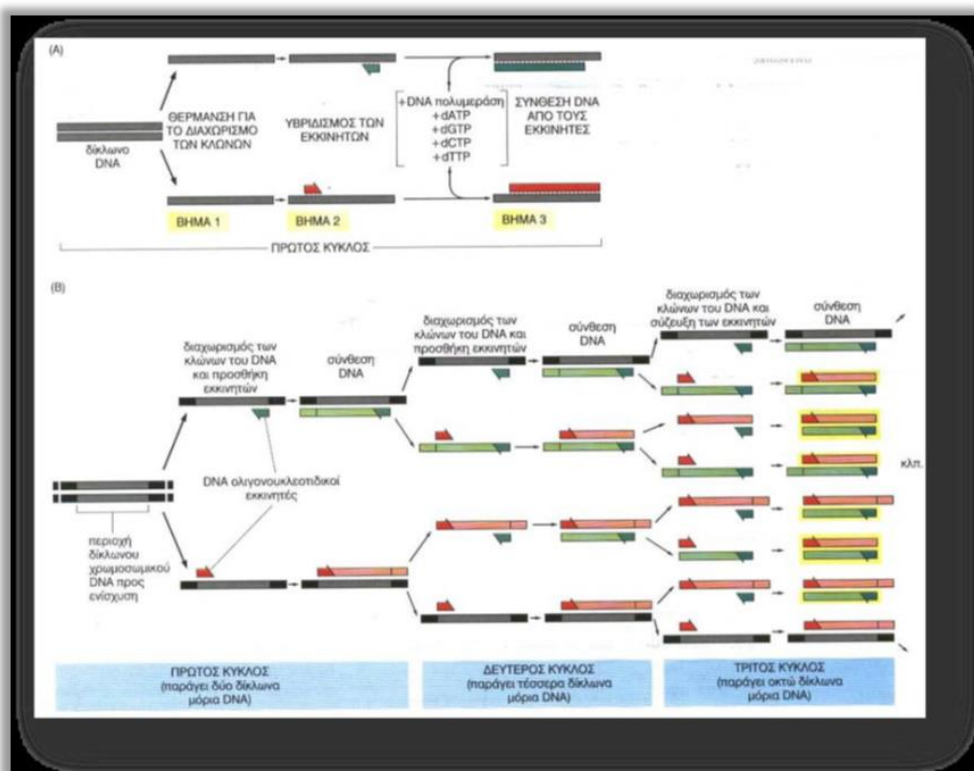 (A)
ΘΕΡΜΑΝΣΗ ΓΙΑ
ΤΟ ΔΙΑΧΩΡΙΣΜΟ
ΤΩΝ ΚΛΩΝΩΝ
ΥΒΡΙΔΙΣΜΟΣ ΤΩΝ
ΕΚΚΙΝΗΤΩΝ
+DNA πολυμεράση
+dATP
+dGTP
+dCTP
+dTTP
ΣΥΝΘΕΣΗ DNA
ΑΠΟ ΤΟΥΣ
ΕΚΚΙΝΗΤΕΣ
δίκλωνο
DNA
ΒΗΜΑ 1
ΒΗΜΑ 2
ΒΗΜΑ 3
ΠΡΩΤΟΣ ΚΥΚΛΟΣ
(B)
διαχωρισμός των
κλώνων του DNA
και προσθήκη
εκκινητών
σύνθεση
DNA
διαχωρισμός των
κλώνων του DNA και
προσθήκη εκκινητών
σύνθεση
DNA
διαχωρισμός των
κλώνων του DNA και
σύζευξη των εκκινητών
σύνθεση
DNA
DNA ολιγονουκλεοτιδικοί
εκκινητές
κλπ.
περιοχή
δίκλωνου
χρωμοσωμικού
DNA προς
ενίσχυση
ΠΡΩΤΟΣ ΚΥΚΛΟΣ
(παράγει δύο δίκλωνα
μόρια DNA)
ΔΕΥΤΕΡΟΣ ΚΥΚΛΟΣ
(παράγει τέσσερα δίκλωνα
μόρια DNA)
ΤΡΙΤΟΣ ΚΥΚΛΟΣ
(παράγει οκτώ δίκλωνα
μόρια DNA)